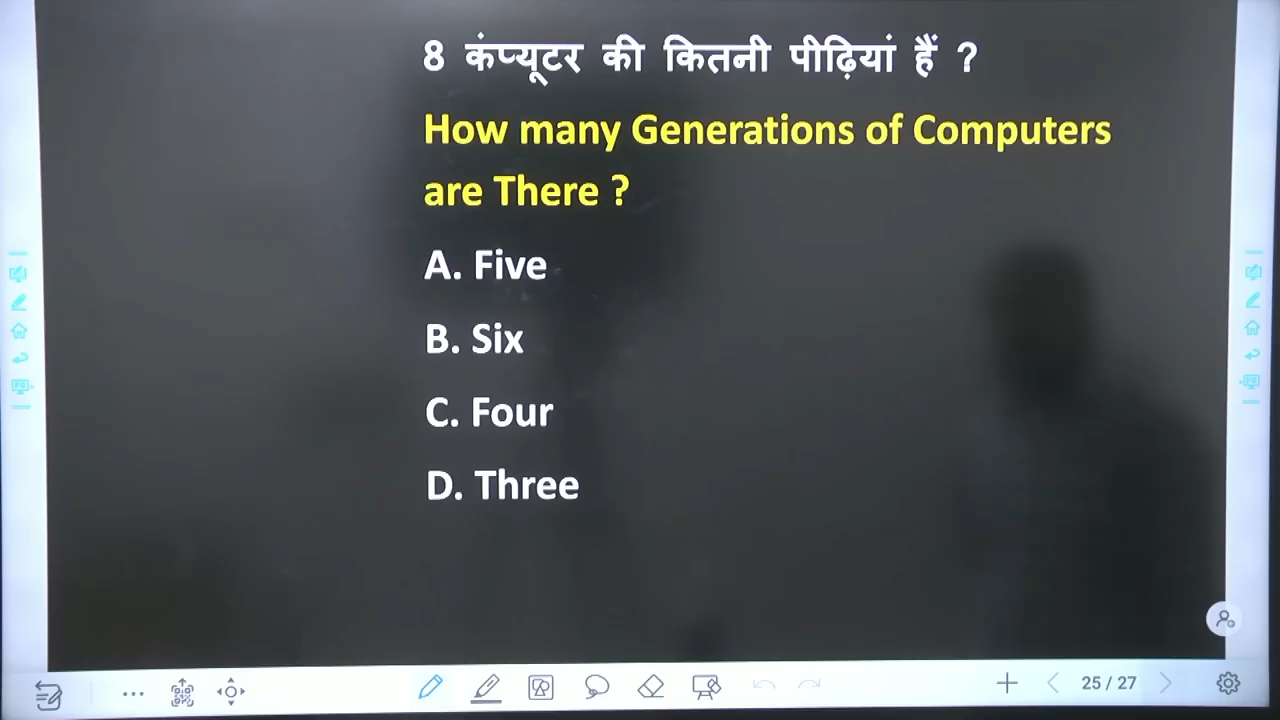 8 कंप्यूटर की कितनी पीढ़ियां हैं ?
How many Generations of Computers
are There ?
A. Five
B. Six
C. Four
D. Three
25 / 27